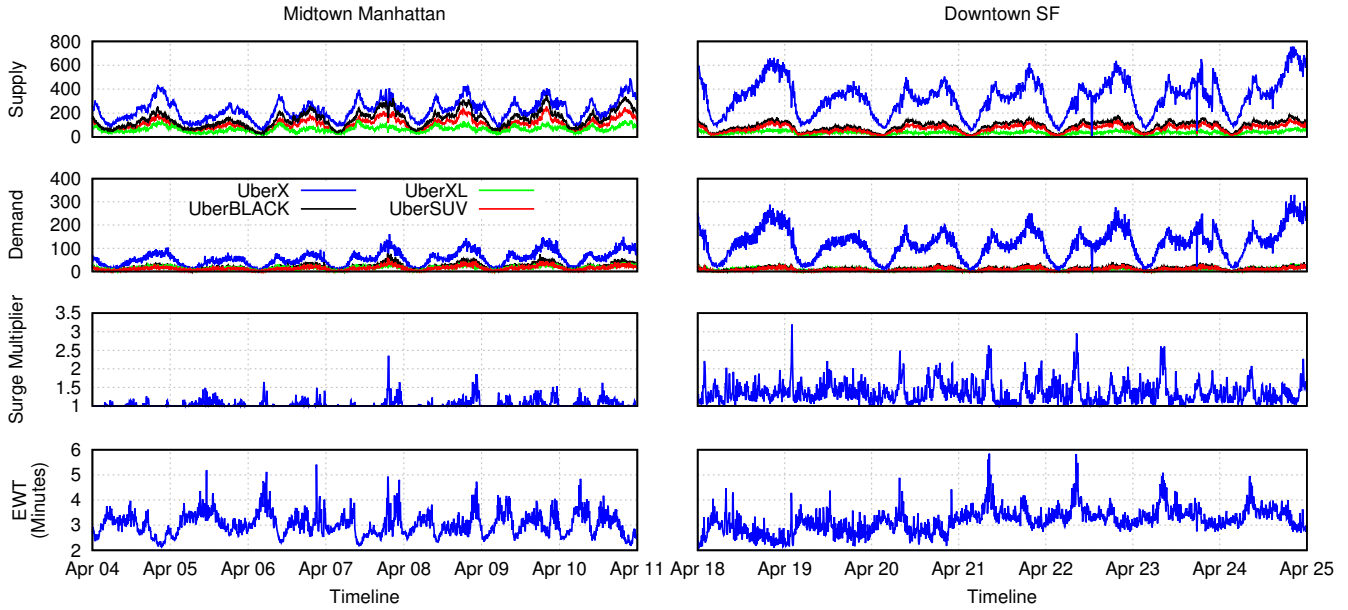 Midtown Manhattan
Downtown SF
Supply
800
600
400
200
0
Demand
400
300
200
100
0
UberX
UberXL
UberBLACK
UberSUV
Surge Multiplier
3.5
3
2.5
2
1.5
1
EWT
(Minutes)
6
5
4
3
2
Apr 04 Apr 05 Apr 06 Apr 07 Apr 08 Apr 09 Apr 10 Apr 11
Apr 18 Apr 19 Apr 20 Apr 21 Apr 22 Apr 23 Apr 24 Apr 25
Timeline
Timeline